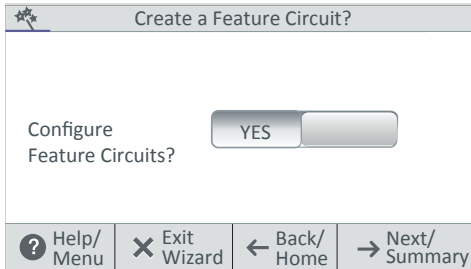 Create a Feature Circuit?
Configure
Feature Circuits?
YES
? Help/
Menu
Exit
Wizard
Back/
Home
Next/
Summary